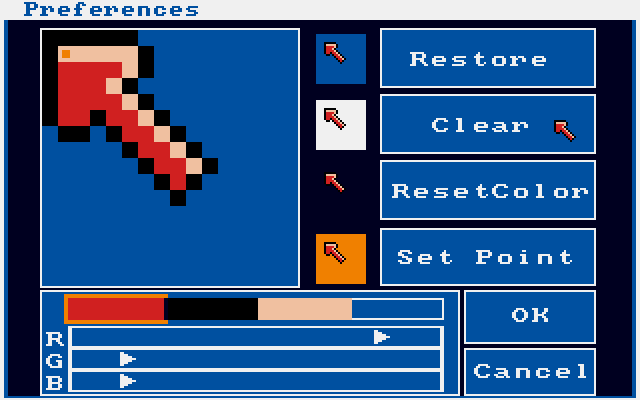 Preferences
Restore
Clear
ResetColor
Set Point
R
G
B
OK
Cancel